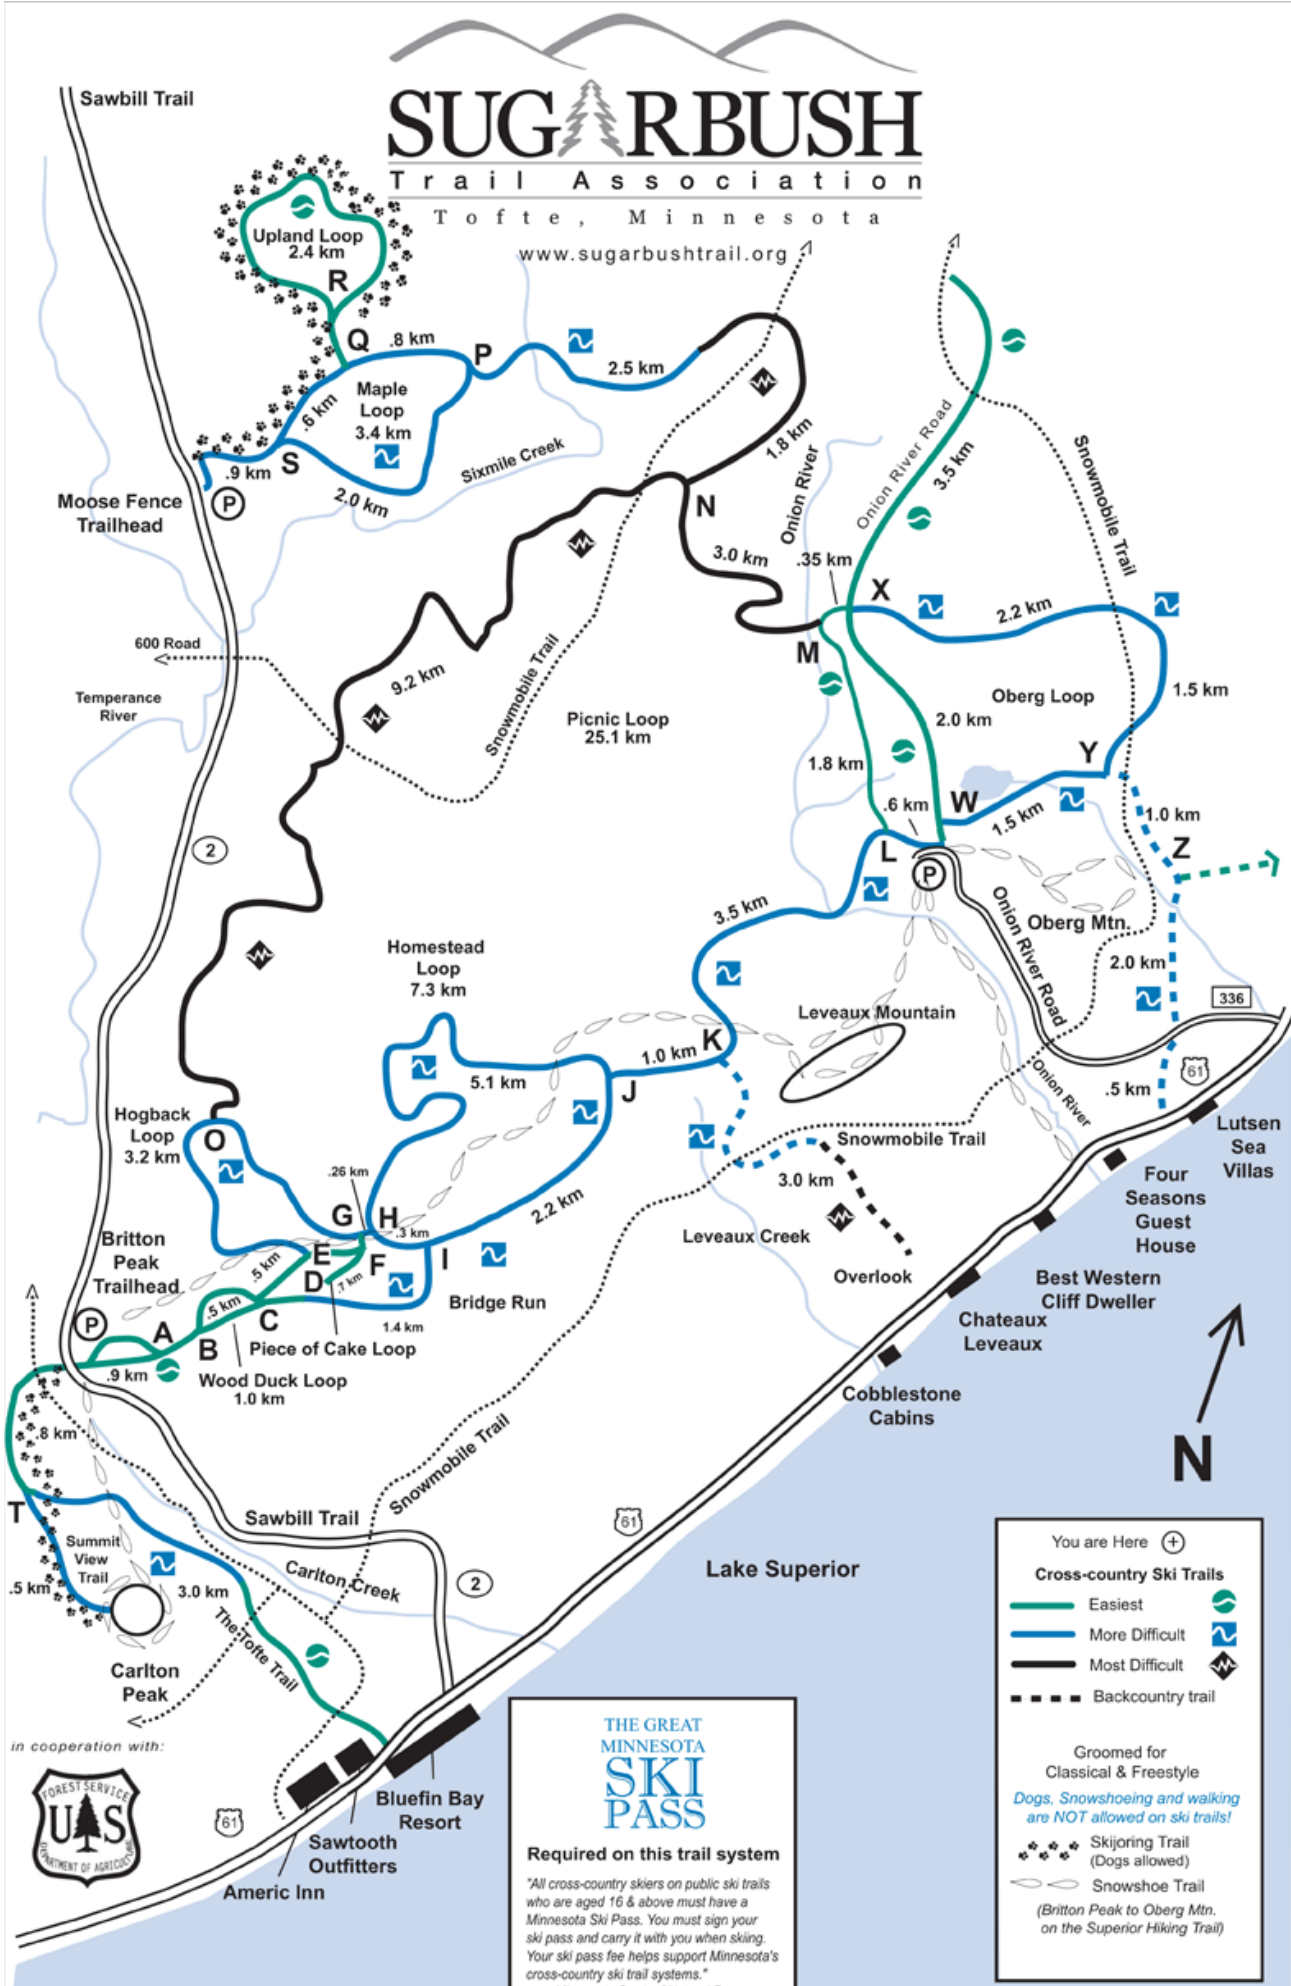 SUGARBUSH
Trail Association
Tofte, Minnesota
www.sugarbushtrail.org
Sawbill Trail
Upland Loop
2.4 km
R
Q
.8 km
P
2.5 km
Maple
Loop
3.4 km
.6 km
S
.9 km
2.0 km
Sixmile Creek
Moose Fence
Trailhead
P
1.8 km
N
3.0 km
Onion River
.35 km
Onion River Road
3.5 km
Snowmobile Trail
X
2.2 km
M
600 Road
Temperance
River
9.2 km
Snowmobile Trail
Picnic Loop
25.1 km
Oberg Loop
1.5 km
2.0 km
1.8 km
Y
.6 km
W
1.5 km
1.0 km
Z
L
P
2
3.5 km
Onion River Road
Oberg Mtn.
2.0 km
336
Homestead
Loop
7.3 km
Leveaux Mountain
K
1.0 km
J
5.1 km
Onion River
.5 km
61
Hogback
Loop
3.2 km
O
Snowmobile Trail
Lutsen
Sea
Villas
3.0 km
Four
Seasons
Guest
House
.26 km
G
H
.3 km
2.2 km
Leveaux Creek
Overlook
Britton
Peak
Trailhead
E
F
I
.5 km
D
.7 km
Bridge Run
Best Western
Cliff Dweller
Chateaux
Leveaux
P
A
.5 km
B
C
1.4 km
Piece of Cake Loop
.9 km
Wood Duck Loop
1.0 km
Cobblestone
Cabins
N
.8 km
Snowmobile Trail
T
Sawbill Trail
61
Summit
View
Trail
.5 km
3.0 km
Carlton Creek
2
Lake Superior
The Tofte Trail
Carlton
Peak
in cooperation with:
FOREST SERVICE
US
DEPARTMENT OF AGRICULTURE
61
Bluefin Bay
Resort
Sawtooth
Outfitters
Americ Inn
THE GREAT
MINNESOTA
SKI
PASS
Required on this trail system
"All cross-country skiers on public ski trails
who are aged 16 & above must have a
Minnesota Ski Pass. You must sign your
ski pass and carry it with you when skiing.
Your ski pass fee helps support Minnesota's
cross-country ski trail systems."
You are Here
Cross-country Ski Trails
Easiest
More Difficult
Most Difficult
Backcountry trail
Groomed for
Classical & Freestyle
Dogs, Snowshoeing and walking
are NOT allowed on ski trails!
Skijoring Trail
(Dogs allowed)
Snowshoe Trail
(Britton Peak to Oberg Mtn.
on the Superior Hiking Trail)